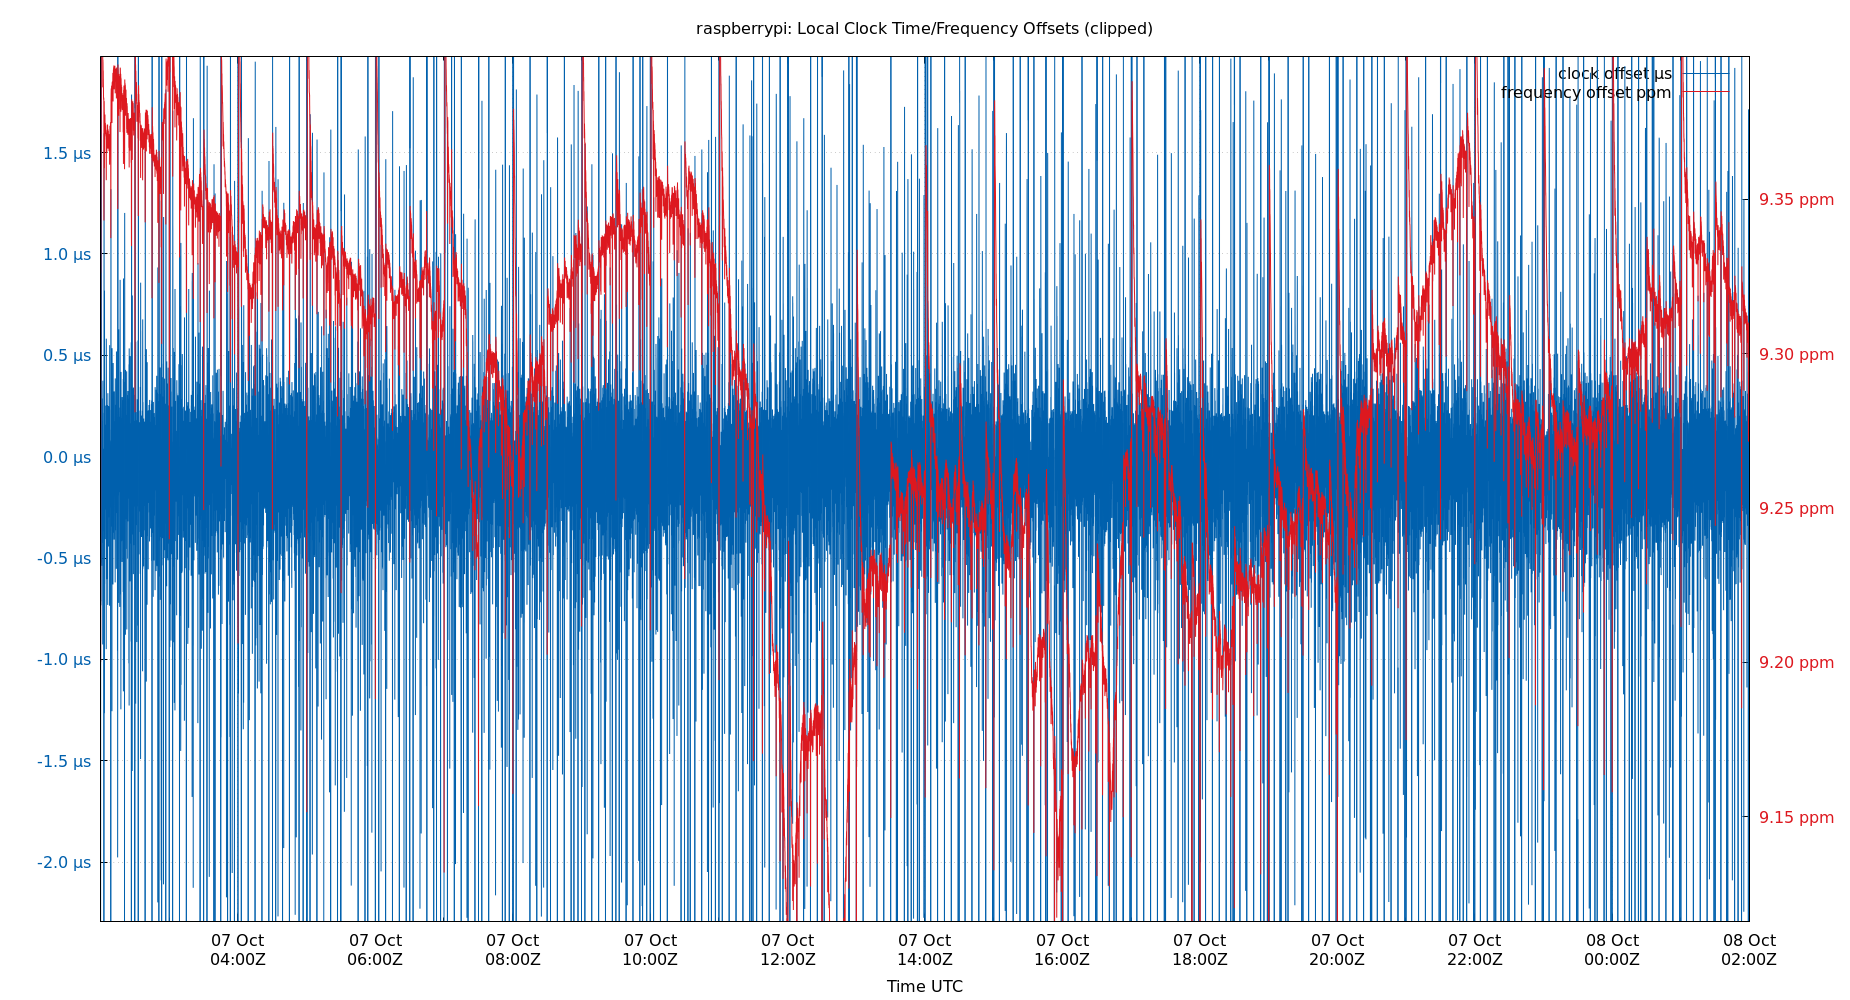 raspberrypi: Local Clock Time/Frequency Offsets (clipped)
clock offset µs
frequency offset ppm
1.5 µs
1.0 µs
0.5 µs
0.0 µs
-0.5 µs
-1.0 µs
-1.5 µs
-2.0 µs
9.35 ppm
9.30 ppm
9.25 ppm
9.20 ppm
9.15 ppm
07 Oct 07 Oct 07 Oct 07 Oct 07 Oct 07 Oct 07 Oct 07 Oct 07 Oct 07 Oct 08 Oct 08 Oct
04:00Z 06:00Z 08:00Z 10:00Z 12:00Z 14:00Z 16:00Z 18:00Z 20:00Z 22:00Z 00:00Z 02:00Z
Time UTC